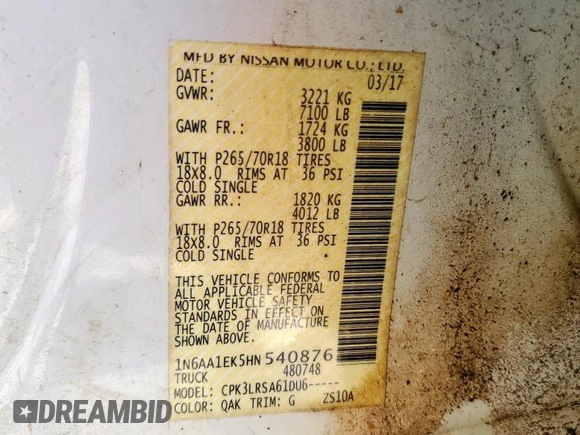 MFD BY NISSAN MOTOR CO., LTD.
DATE: 03/17
GVWR: 3221 KG
7100 LB
GAWR FR.: 1724 KG
3800 LB
WITH P265/70R18 TIRES
18X8.0 RIMS AT 36 PSI
COLD SINGLE
GAWR RR.: 1820 KG
4012 LB
WITH P265/70R18 TIRES
18X8.0 RIMS AT 36 PSI
COLD SINGLE
THIS VEHICLE CONFORMS TO
ALL APPLICABLE FEDERAL
MOTOR VEHICLE SAFETY
STANDARDS IN EFFECT ON
THE DATE OF MANUFACTURE
SHOWN ABOVE.
1N6AA1EK5HN540876
TRUCK 480748
MODEL: CPK3LRSA61DU6-----
COLOR: QAK TRIM: G ZS10A
DREAMBID